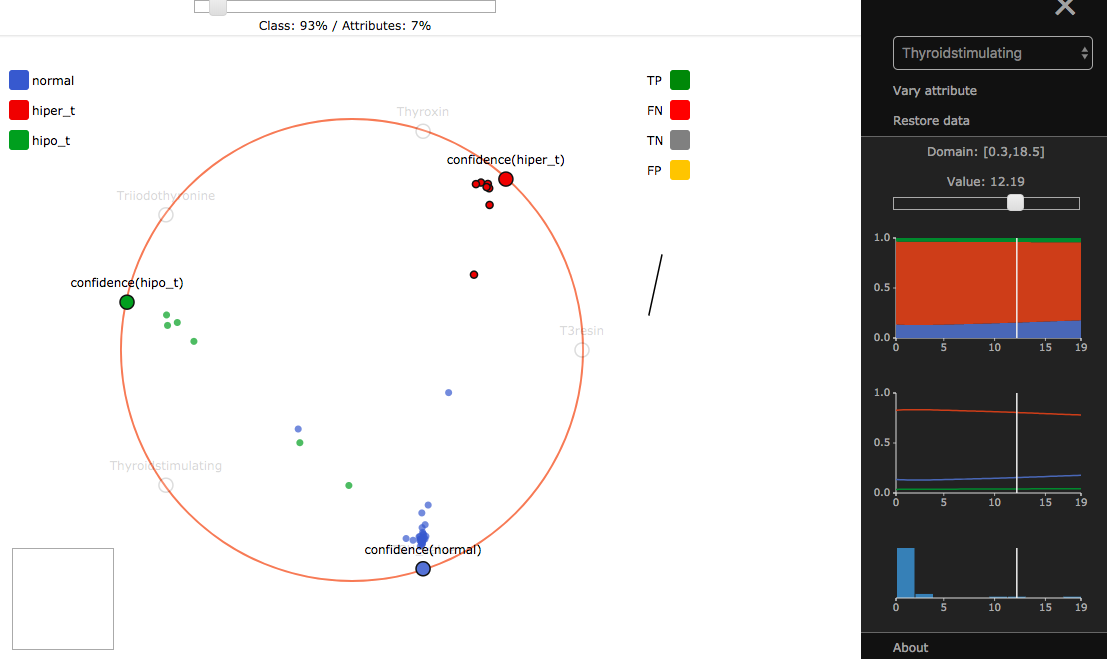 Class: 93% / Attributes: 7%
normal
hiper_t
hipo_t
TP
FN
TN
FP
Thyroxin
confidence(hiper_t)
Triiodothyronine
confidence(hipo_t)
T3resin
Thyroidstimulating
confidence(normal)
Thyroidstimulating
Vary attribute
Restore data
Domain: [0.3,18.5]
Value: 12.19
1.0
0.5
0.0
0 5 10 15 19
1.0
0.5
0.0
0 5 10 15 19
0 5 10 15 19
About